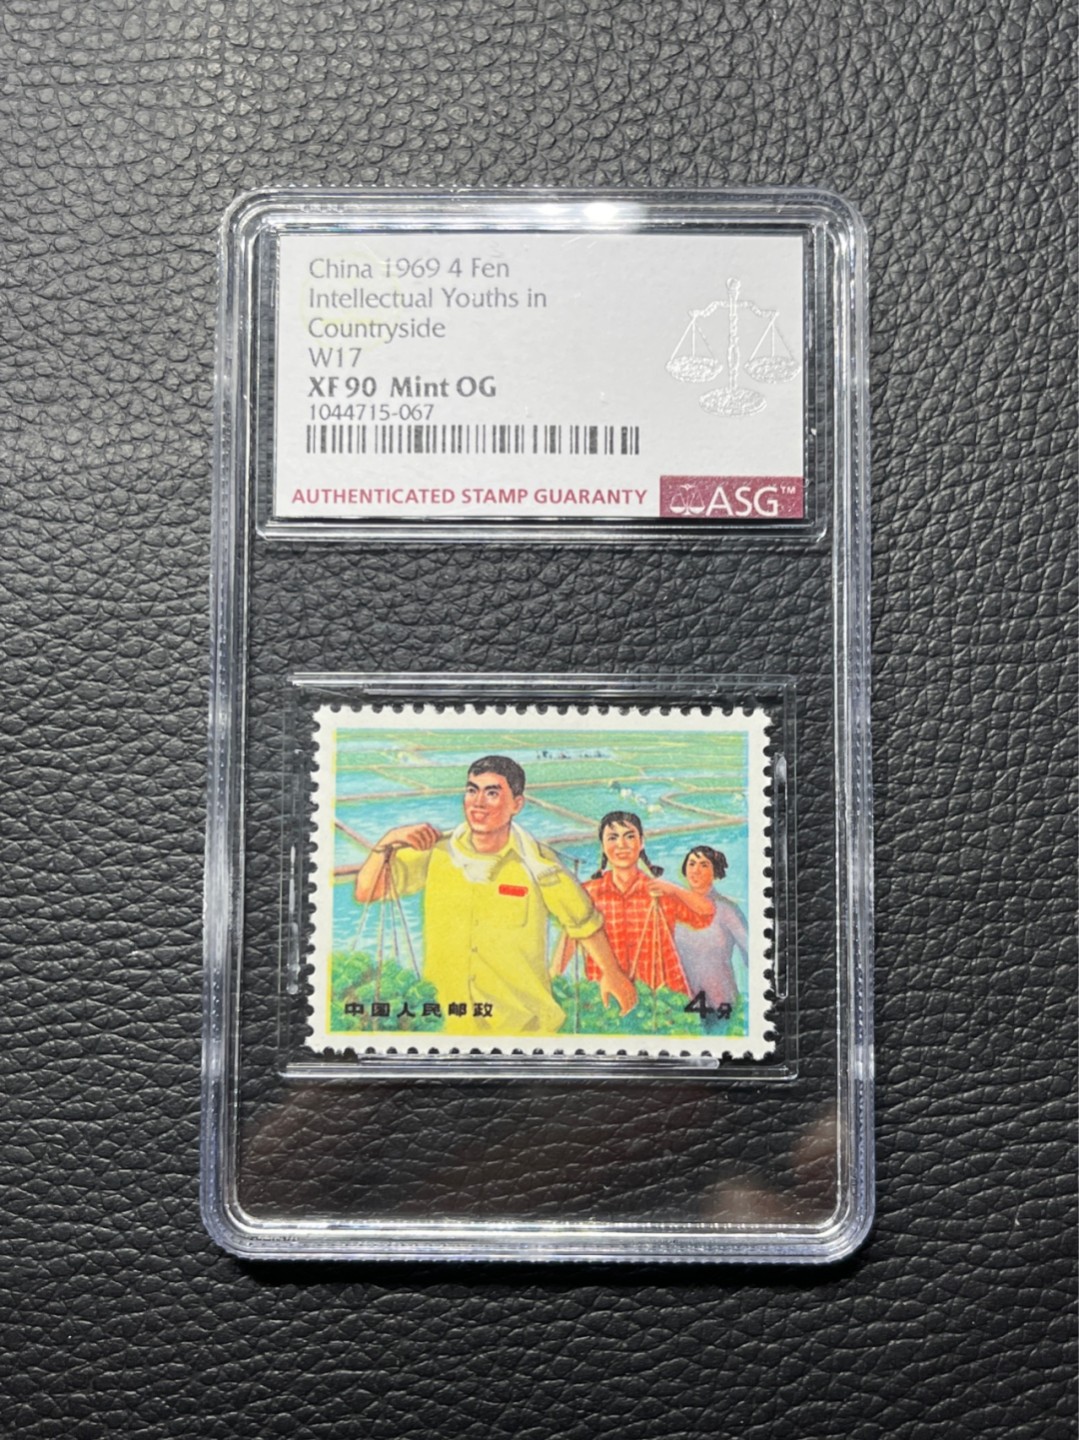 China 1969 4 Fen
Intellectual Youths in
Countryside
W17
XF 90 Mint OG
1044715-067
AUTHENTICATED STAMP GUARANTY ASG™
中国人民邮政 4分